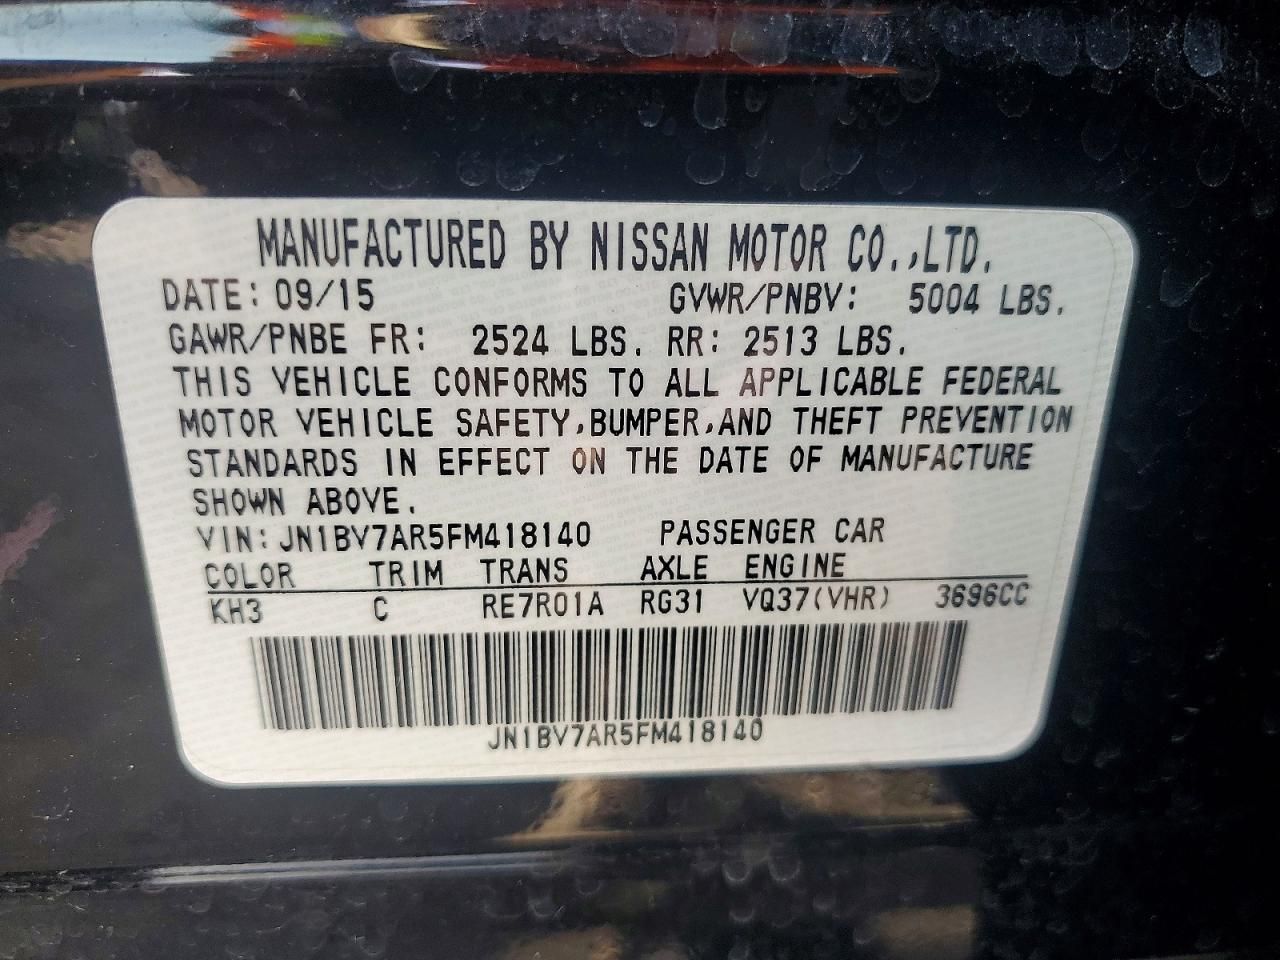 MANUFACTURED BY NISSAN MOTOR CO.,LTD.
DATE: 09/15 GVWR/PNBV: 5004 LBS.
GAWR/PNBE FR: 2524 LBS. RR: 2513 LBS.
THIS VEHICLE CONFORMS TO ALL APPLICABLE FEDERAL
MOTOR VEHICLE SAFETY,BUMPER,AND THEFT PREVENTION
STANDARDS IN EFFECT ON THE DATE OF MANUFACTURE
SHOWN ABOVE.
VIN: JN1BV7AR5FM418140 PASSENGER CAR
COLOR TRIM TRANS AXLE ENGINE
KH3 C RE7R01A RG31 VQ37(VHR) 3696CC
JN1BV7AR5FM418140